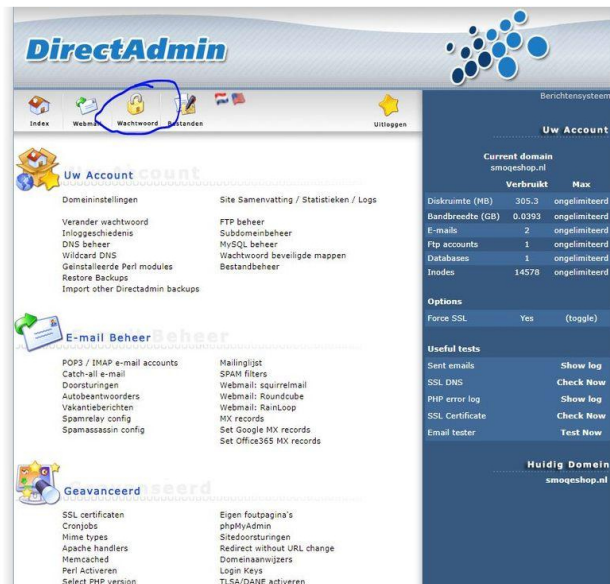 DirectAdmin
Index
Webmail
Wachtwoord
Bestanden
Uitloggen
Uw Account
Domeininstellingen
Site Samenvatting / Statistieken / Logs
Verander wachtwoord
FTP beheer
Inloggeschiedenis
Subdomeinbeheer
DNS beheer
MySQL beheer
Wildcard DNS
Wachtwoord beveiligde mappen
Geinstalleerde Perl modules
Bestandbeheer
Restore Backups
Import other Directadmin backups
E-mail Beheer
POP3 / IMAP e-mail accounts
Mailinglijst
Catch-all e-mail
SPAM filters
Doorsturingen
Webmail: squirrelmail
Autobeantwoorders
Webmail: Roundcube
Vakantieberichten
Webmail: RainLoop
Spamrelay config
MX records
Spamassassin config
Set Google MX records
Set Office365 MX records
Geavanceerd
SSL certificaten
Eigen foutpagina's
Cronjobs
phpMyAdmin
Mime types
Sitedoorsturingen
Apache handlers
Redirect without URL change
Memcached
Domeinaanwijzers
Perl Activeren
Login Keys
Select PHP version
TLSA/DANE activeren
Berichtensysteem
Uw Account
Current domain
smoqeshop.nl
Verbruikt Max
Diskruimte (MB) 305.3 ongelimiteerd
Bandbreedte (GB) 0.0393 ongelimiteerd
E-mails 2 ongelimiteerd
Ftp accounts 1 ongelimiteerd
Databases 1 ongelimiteerd
Inodes 14578 ongelimiteerd
Options
Force SSL Yes (toggle)
Useful tests
Sent emails Show log
SSL DNS Check Now
PHP error log Show log
SSL Certificate Check Now
Email tester Test Now
Huidig Domein
smoqeshop.nl